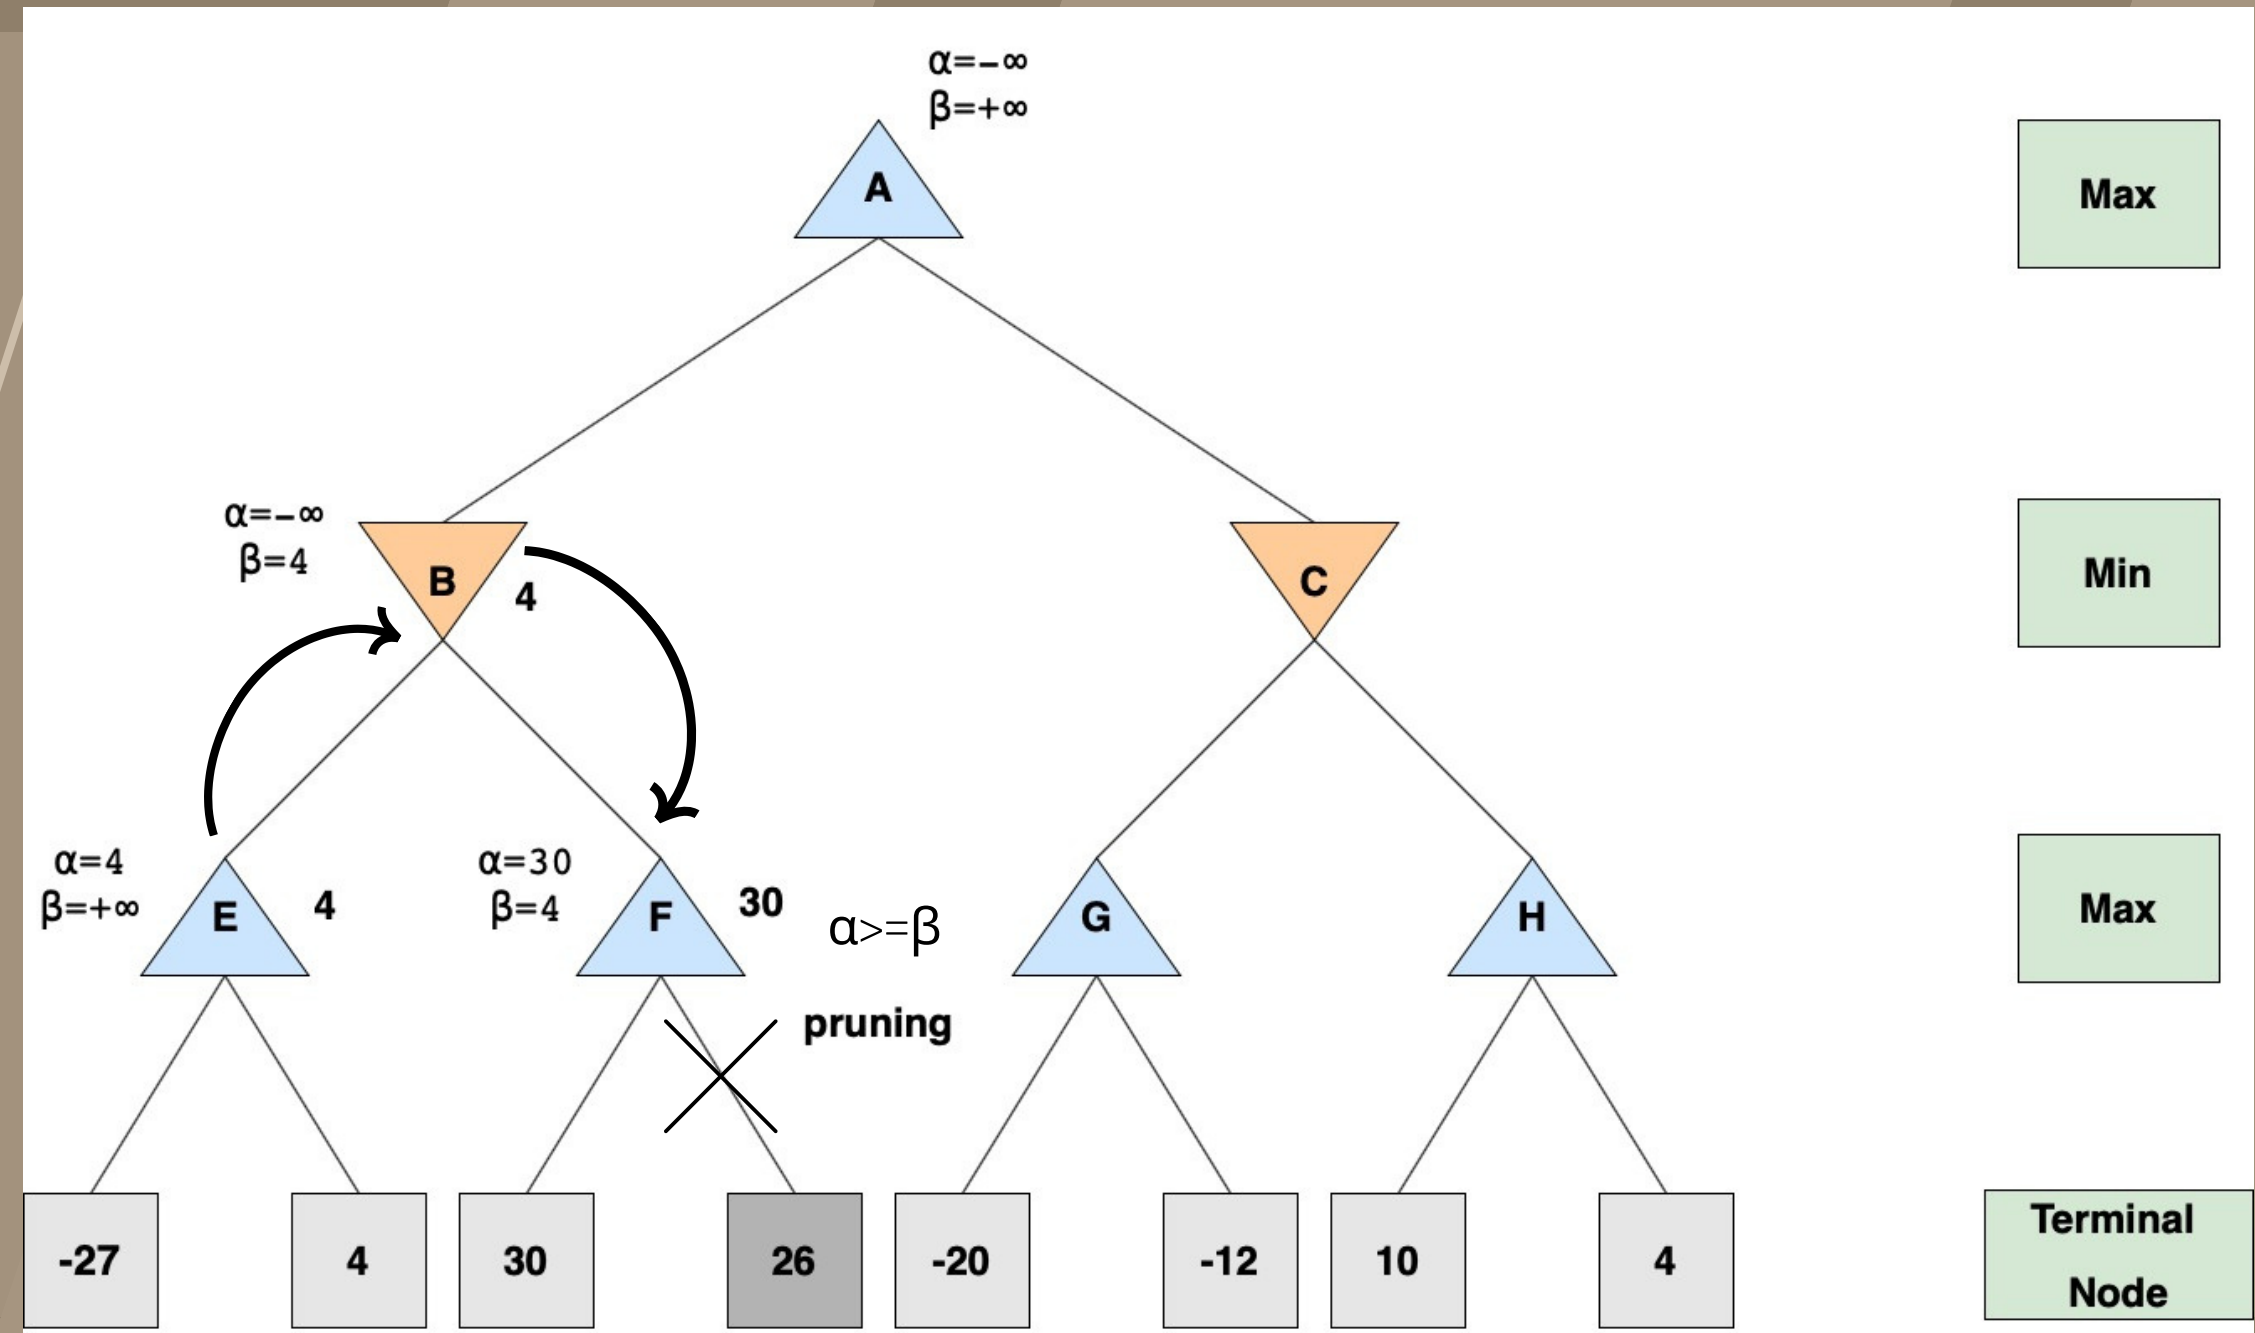 α=-∞
β=+∞
A
Max
α=-∞
β=4
B
4
C
Min
α=4
β=+∞
E
4
α=30
β=4
F
30
α>=β
G
H
Max
pruning
-27
4
30
26
-20
-12
10
4
Terminal
Node